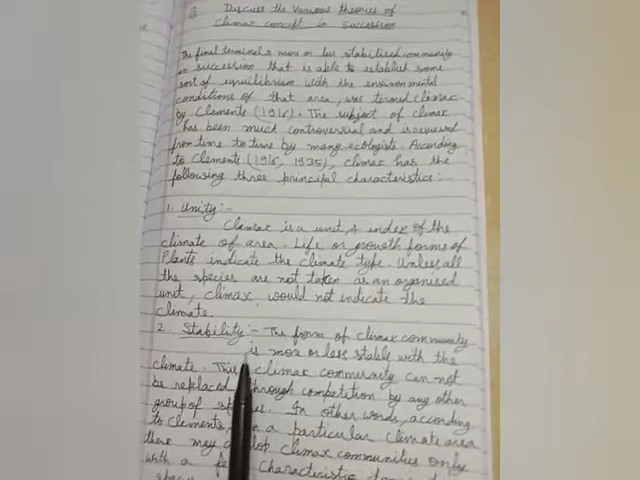 Discuss the Various theories of
Climax concept in Succession
The final terminal & more or less stabilised community
in succession that is able to established some
sort of equilibrium with the environmental
conditions of that area, was termed climax
by Clements (1916). The subject of climax
has been much controversial and is reviewed
from time to time by many ecologists. According
to Clements (1916, 1935), climax has the
following three principal characteristics:-
1. Unity:-
Climax is a unit, & index of the
climate of area. Life or growth forms of
Plants indicate the climate type. Unless all
the species are not taken as an organised
unit, climax would not indicate the
climate.
2. Stability:- The form of climax community
is more or less stable with the
climate. This climax community can not
be replaced through competition by any other
group of species. In other words, according
to Clements, in a particular climate area
there may climax communities only
with a characteristic